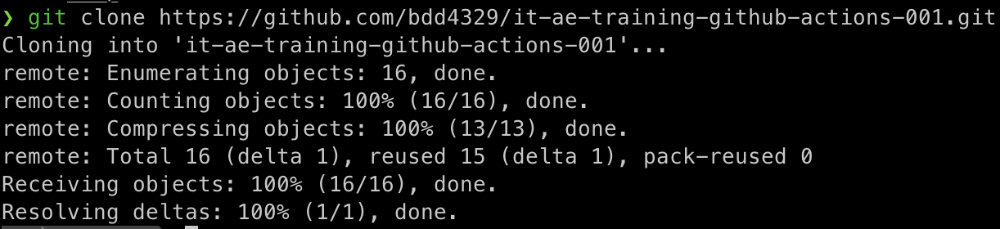 ❯ git clone https://github.com/bdd4329/it-ae-training-github-actions-001.git
Cloning into 'it-ae-training-github-actions-001'...
remote: Enumerating objects: 16, done.
remote: Counting objects: 100% (16/16), done.
remote: Compressing objects: 100% (13/13), done.
remote: Total 16 (delta 1), reused 15 (delta 1), pack-reused 0
Receiving objects: 100% (16/16), done.
Resolving deltas: 100% (1/1), done.